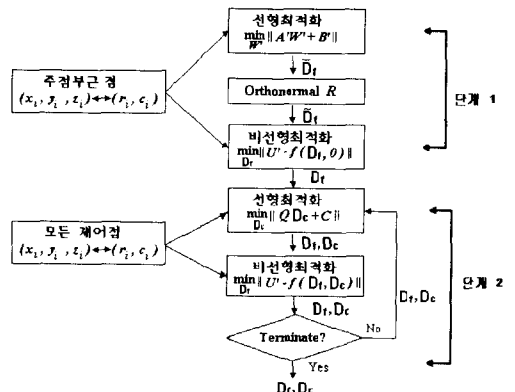 선형최적화
min || A'W' + B' ||
W'
D̄f
주점부근 점
(xi, yi, zi)↔(ri, ci)
Orthonormal R
D̃f
단계 1
비선형최적화
min || U' - f(Df, 0) ||
Df
Df
선형최적화
min || Q Dc + C ||
Dc
모든 제어점
(xi, yi, zi)↔(ri, ci)
Df, Dc
비선형최적화
min || U' - f(Df, Dc) ||
Df
Df, Dc
단계 2
Df, Dc
Terminate?
No
Yes
Df, Dc